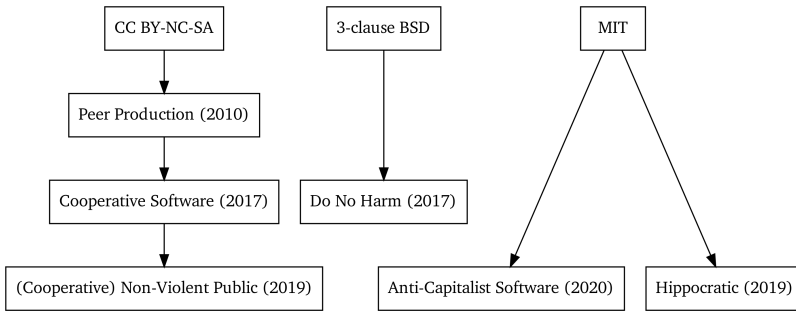 CC BY-NC-SA
3-clause BSD
MIT
Peer Production (2010)
Cooperative Software (2017)
Do No Harm (2017)
(Cooperative) Non-Violent Public (2019)
Anti-Capitalist Software (2020)
Hippocratic (2019)